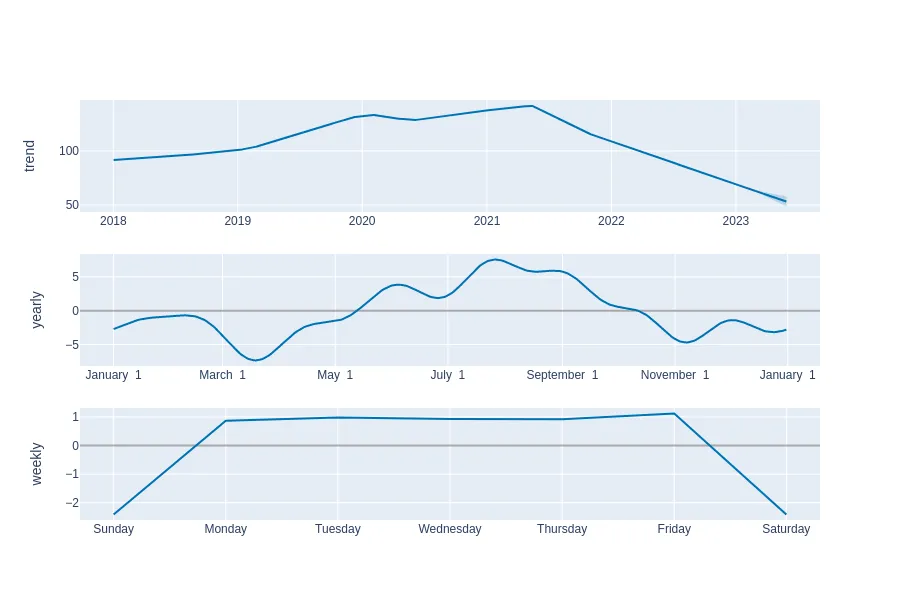 trend
100
50
2018 2019 2020 2021 2022 2023
yearly
5
0
−5
January 1 March 1 May 1 July 1 September 1 November 1 January 1
weekly
1
0
−1
−2
Sunday Monday Tuesday Wednesday Thursday Friday Saturday